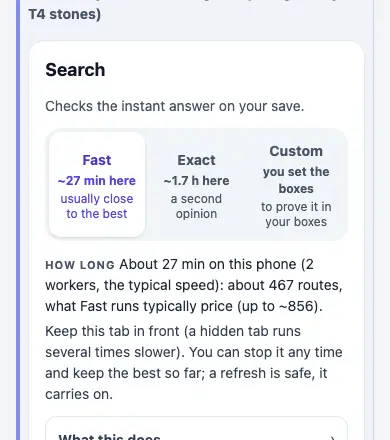 T4 stones)
Search
Checks the instant answer on your save.
Fast
~27 min here
usually close
to the best
Exact
~1.7 h here
a second
opinion
Custom
you set the
boxes
to prove it in
your boxes
HOW LONG About 27 min on this phone (2
workers, the typical speed): about 467 routes,
what Fast runs typically price (up to ~856).
Keep this tab in front (a hidden tab runs
several times slower). You can stop it any time
and keep the best so far; a refresh is safe, it
carries on.
What this does